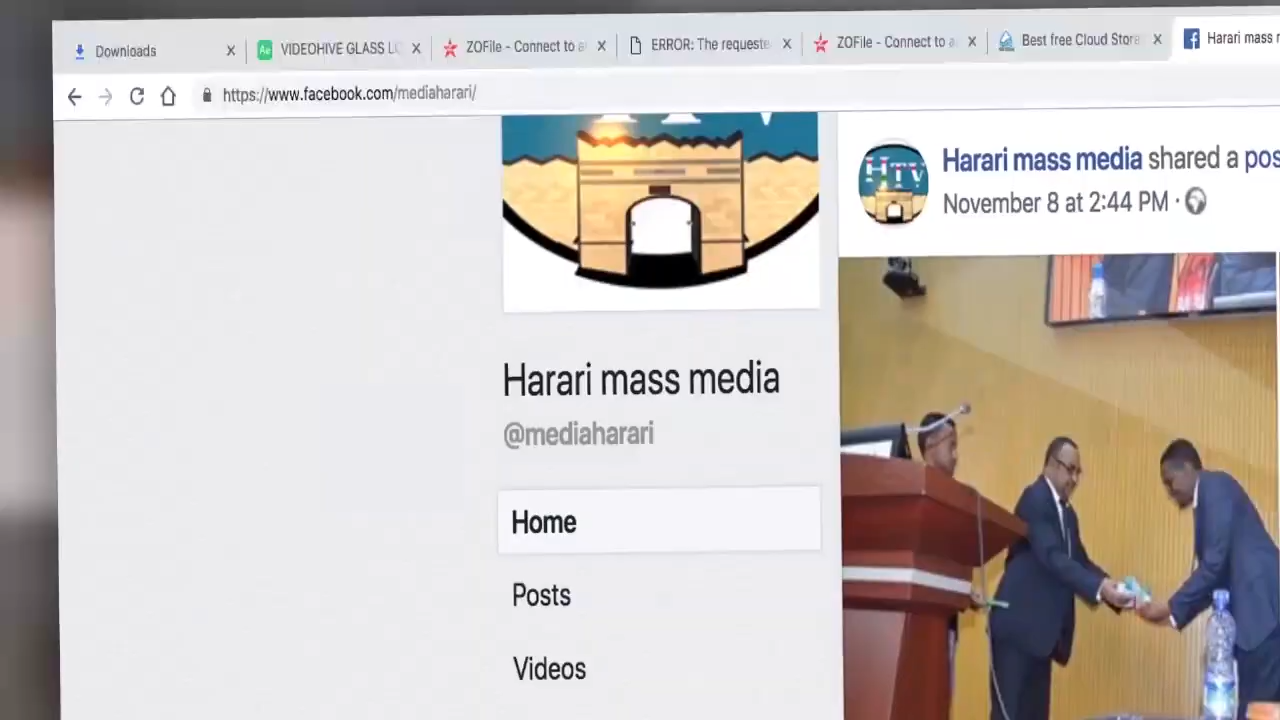 Downloads
VIDEOHIVE GLASS
ZOFile - Connect to
ERROR: The requeste
ZOFile - Connect to a
Best free Cloud Stora
Harari mass
https://www.facebook.com/mediaharari/
Harari mass media shared a pos
November 8 at 2:44 PM ·
HTV
Harari mass media
@mediaharari
Home
Posts
Videos